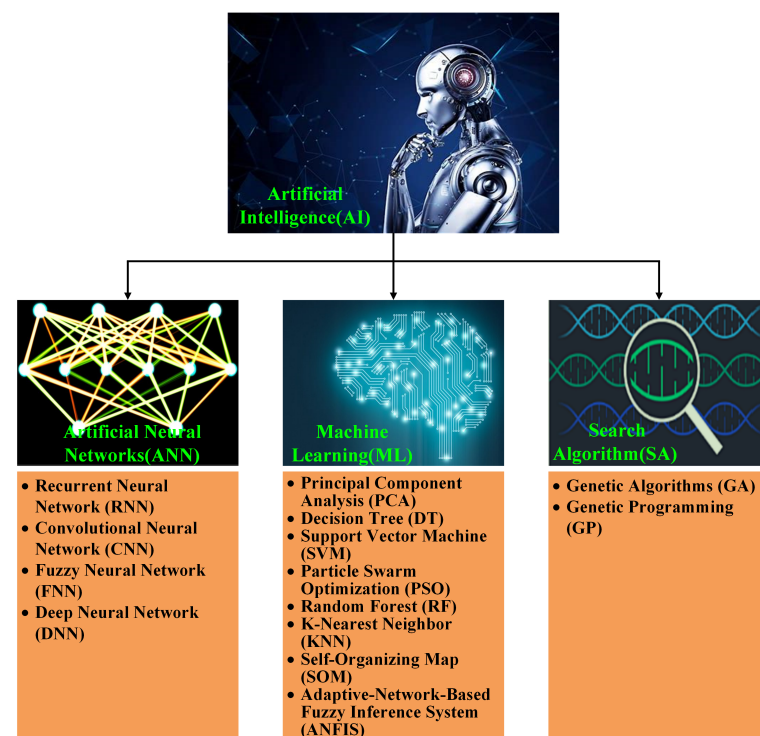 Artificial
Intelligence(AI)
Artificial Neural
Networks(ANN)
• Recurrent Neural
Network (RNN)
• Convolutional Neural
Network (CNN)
• Fuzzy Neural Network
(FNN)
• Deep Neural Network
(DNN)
Machine
Learning(ML)
• Principal Component
Analysis (PCA)
• Decision Tree (DT)
• Support Vector Machine
(SVM)
• Particle Swarm
Optimization (PSO)
• Random Forest (RF)
• K-Nearest Neighbor
(KNN)
• Self-Organizing Map
(SOM)
• Adaptive-Network-Based
Fuzzy Inference System
(ANFIS)
Search
Algorithm(SA)
• Genetic Algorithms (GA)
• Genetic Programming
(GP)